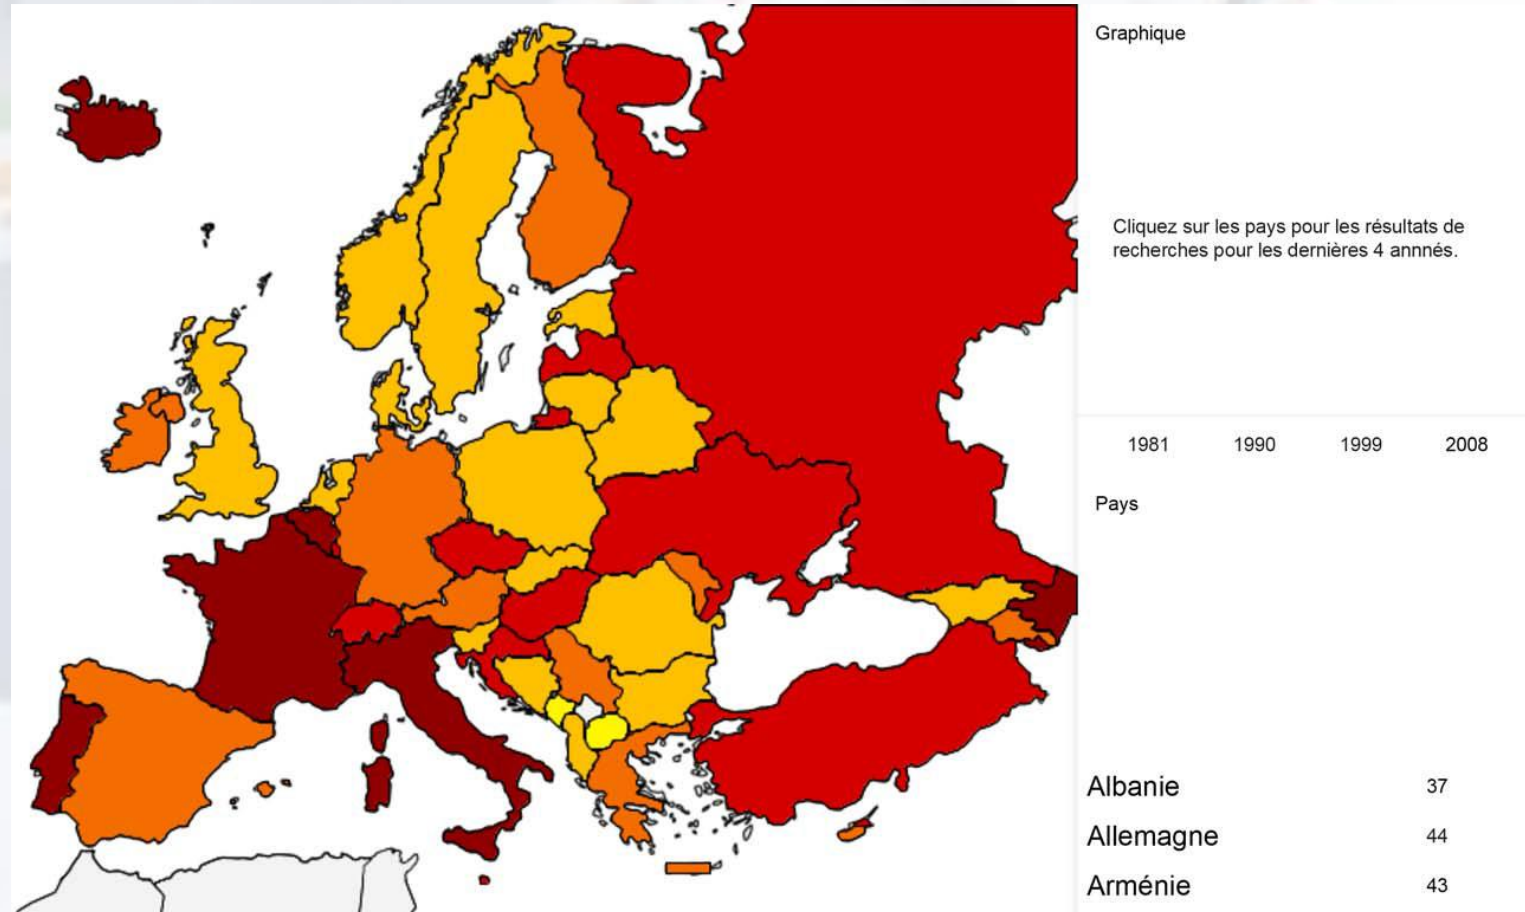 Graphique
Cliquez sur les pays pour les résultats de
recherches pour les dernières 4 annnés.
1981 1990 1999 2008
Pays
Albanie 37
Allemagne 44
Arménie 43